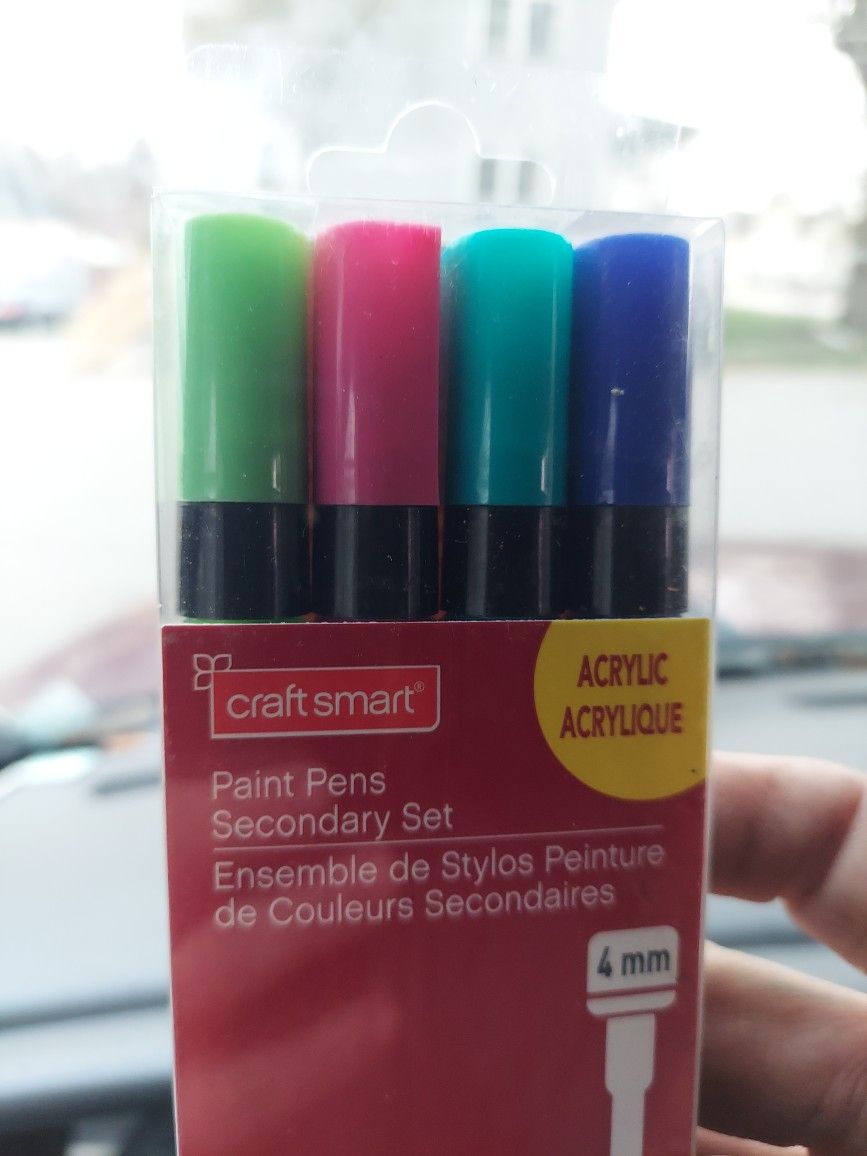 craft smart®
ACRYLIC
ACRYLIQUE
Paint Pens
Secondary Set
Ensemble de Stylos Peinture
de Couleurs Secondaires
4 mm